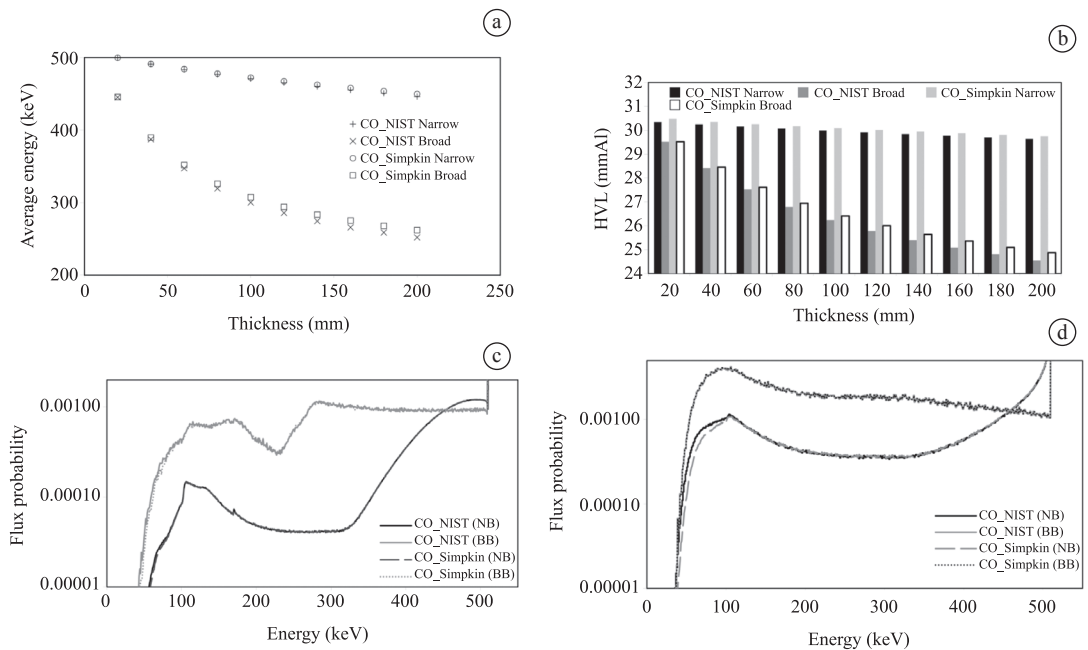 a
500
400
300
200
Average energy (keV)
CO_NIST Narrow
CO_NIST Broad
CO_Simpkin Narrow
CO_Simpkin Broad
0 50 100 150 200 250
Thickness (mm)
b
32
31
30
29
28
27
26
25
24
HVL (mmAl)
CO_NIST Narrow CO_NIST Broad CO_Simpkin Narrow
CO_Simpkin Broad
20 40 60 80 100 120 140 160 180 200
Thickness (mm)
c
0.00100
0.00010
0.00001
Flux probability
CO_NIST (NB)
CO_NIST (BB)
CO_Simpkin (NB)
CO_Simpkin (BB)
0 100 200 300 400 500
Energy (keV)
d
0.00100
0.00010
0.00001
Flux probability
CO_NIST (NB)
CO_NIST (BB)
CO_Simpkin (NB)
CO_Simpkin (BB)
0 100 200 300 400 500
Energy (keV)